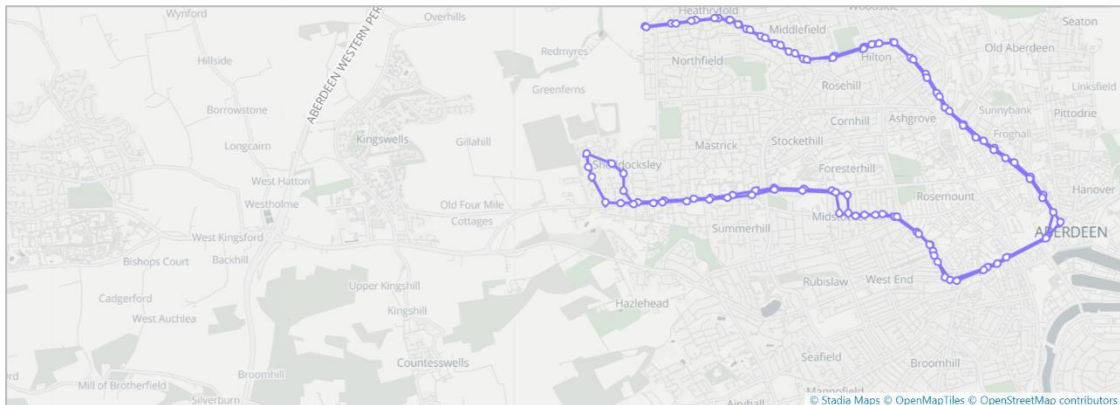 Wynford
Overhills
Heathryfold
Woodside
Seaton
Middlefield
Redmyres
Hillside
Northfield
Hilton
Old Aberdeen
Greenferns
Rosehill
Linksfield
ABERDEEN WESTERN PER
Borrowstone
Sunnybank
Pittodrie
Cornhill
Ashgrove
Froghall
Longcairn
Kingswells
Gillahill
Mastrick
Stockethill
Foresterhill
West Hatton
Hanover
Rosemount
Westholme
Old Four Mile
Cottages
Summerhill
ABERDEEN
West Kingsford
Bishops Court
Backhill
Rubislaw
West End
Cadgerford
Upper Kingshill
Hazlehead
West Auchlea
Kingshill
Seafield
Countesswells
Broomhill
Broomhill
Mill of Brotherfield
Silverburn
© Stadia Maps © OpenMapTiles © OpenStreetMap contributors